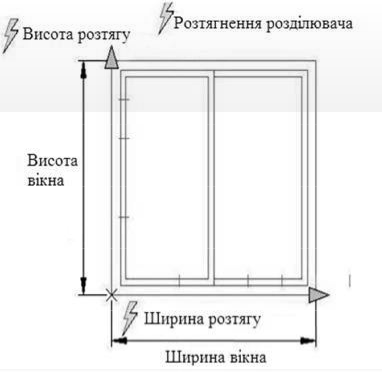 Висота розтягу
Розтягнення розділювача
Висота
вікна
Ширина розтягу
Ширина вікна